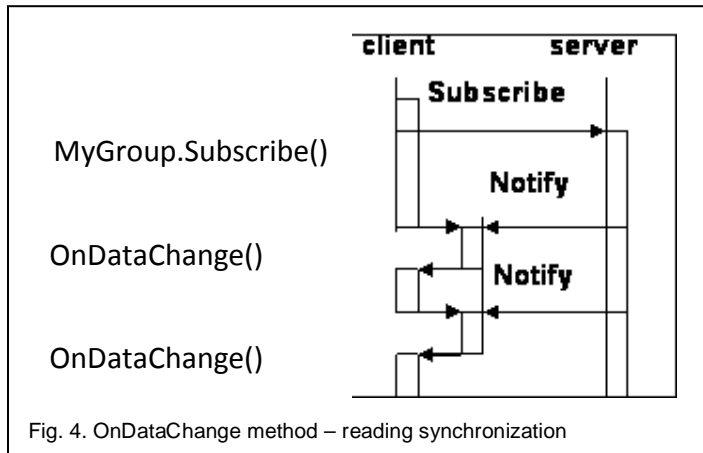 client server
Subscribe
MyGroup.Subscribe()
Notify
OnDataChange()
Notify
OnDataChange()
Fig. 4. OnDataChange method – reading synchronization